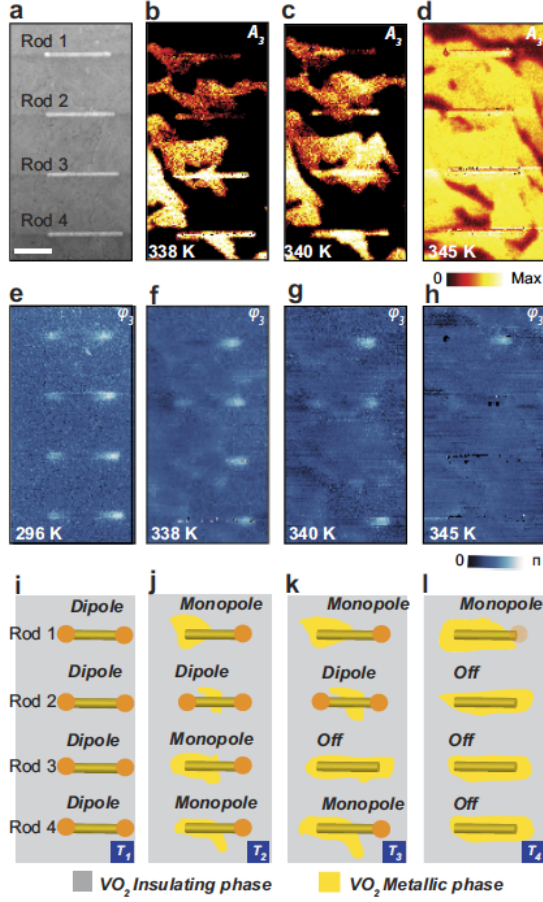 a b c d
Rod 1 A3 A3 A3
Rod 2
Rod 3
Rod 4
338 K 340 K 345 K
0 Max
e f g h
φ3 φ3 φ3 φ3
296 K 338 K 340 K 345 K
0 π
i j k l
Dipole Monopole Monopole Monopole
Rod 1
Dipole Dipole Dipole Off
Rod 2
Dipole Monopole Off Off
Rod 3
Dipole Monopole Monopole Off
Rod 4
T1 T2 T3 T4
VO2 Insulating phase VO2 Metallic phase